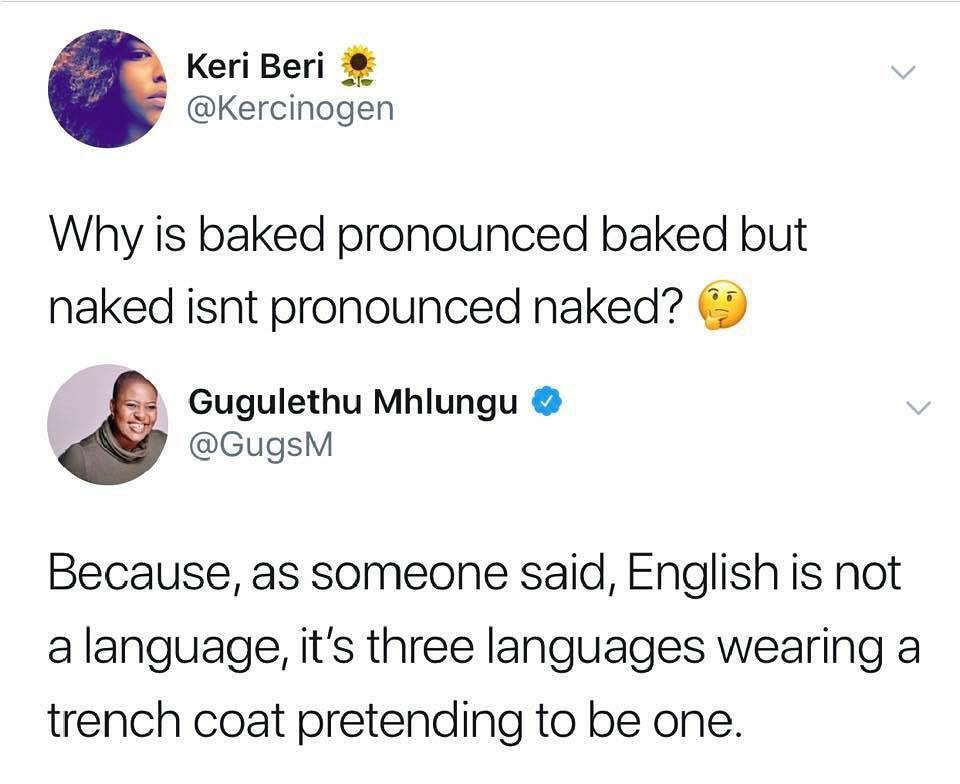 Keri Beri 🌻
@Kercinogen
Why is baked pronounced baked but
naked isnt pronounced naked? 🤔
Gugulethu Mhlungu
@GugsM
Because, as someone said, English is not
a language, it's three languages wearing a
trench coat pretending to be one.